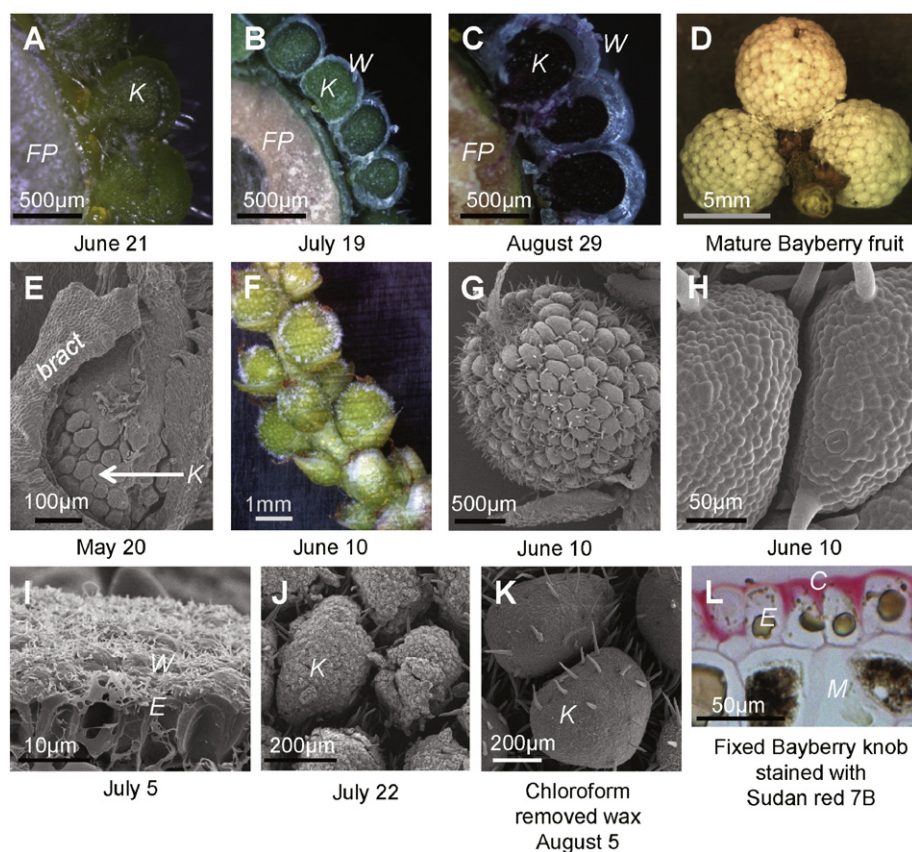 A
K
FP
500µm
June 21
B
W
K
FP
500µm
July 19
C
W
K
FP
500µm
August 29
D
5mm
Mature Bayberry fruit
E
bract
K
100µm
May 20
F
1mm
June 10
G
500µm
June 10
H
50µm
June 10
I
W
E
10µm
July 5
J
K
200µm
July 22
K
K
200µm
Chloroform
removed wax
August 5
L
C
E
M
50µm
Fixed Bayberry knob
stained with
Sudan red 7B